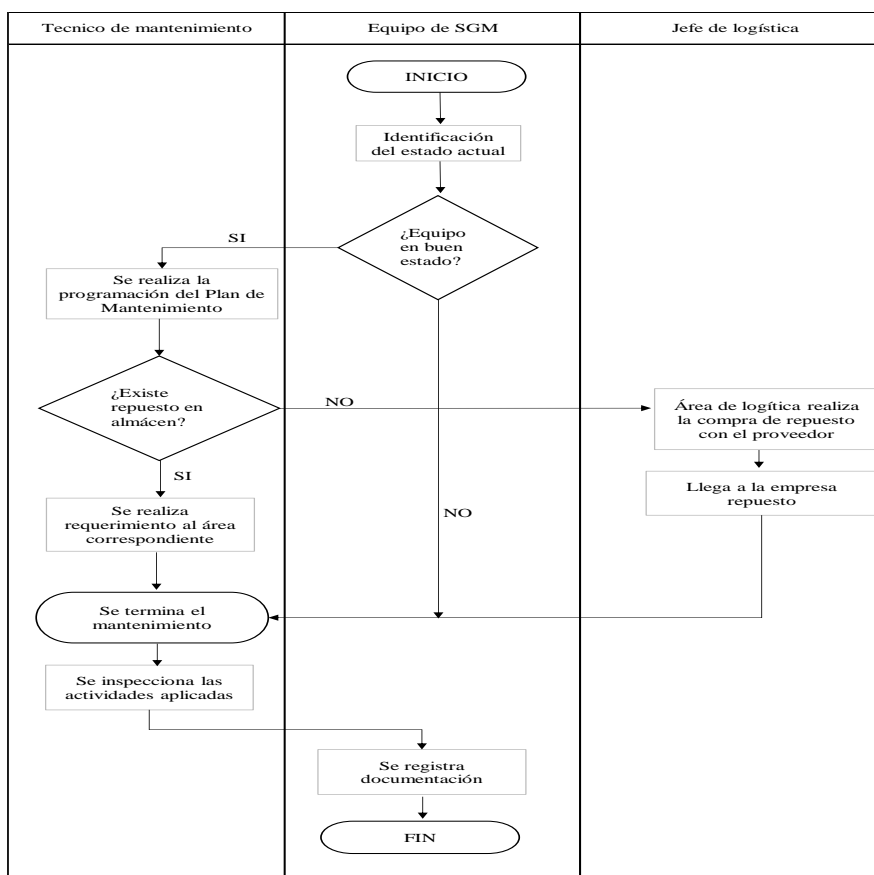 Tecnico de mantenimiento
Equipo de SGM
Jefe de logística
INICIO
Identificación
del estado actual
¿Equipo
en buen
estado?
SI
Se realiza la
programación del Plan de
Mantenimiento
¿Existe
repuesto en
almácen?
NO
Área de logítica realiza
la compra de repuesto
con el proveedor
SI
Llega a la empresa
repuesto
Se realiza
requerimiento al área
correspondiente
NO
Se termina el
mantenimiento
Se inspecciona las
actividades aplicadas
Se registra
documentación
FIN